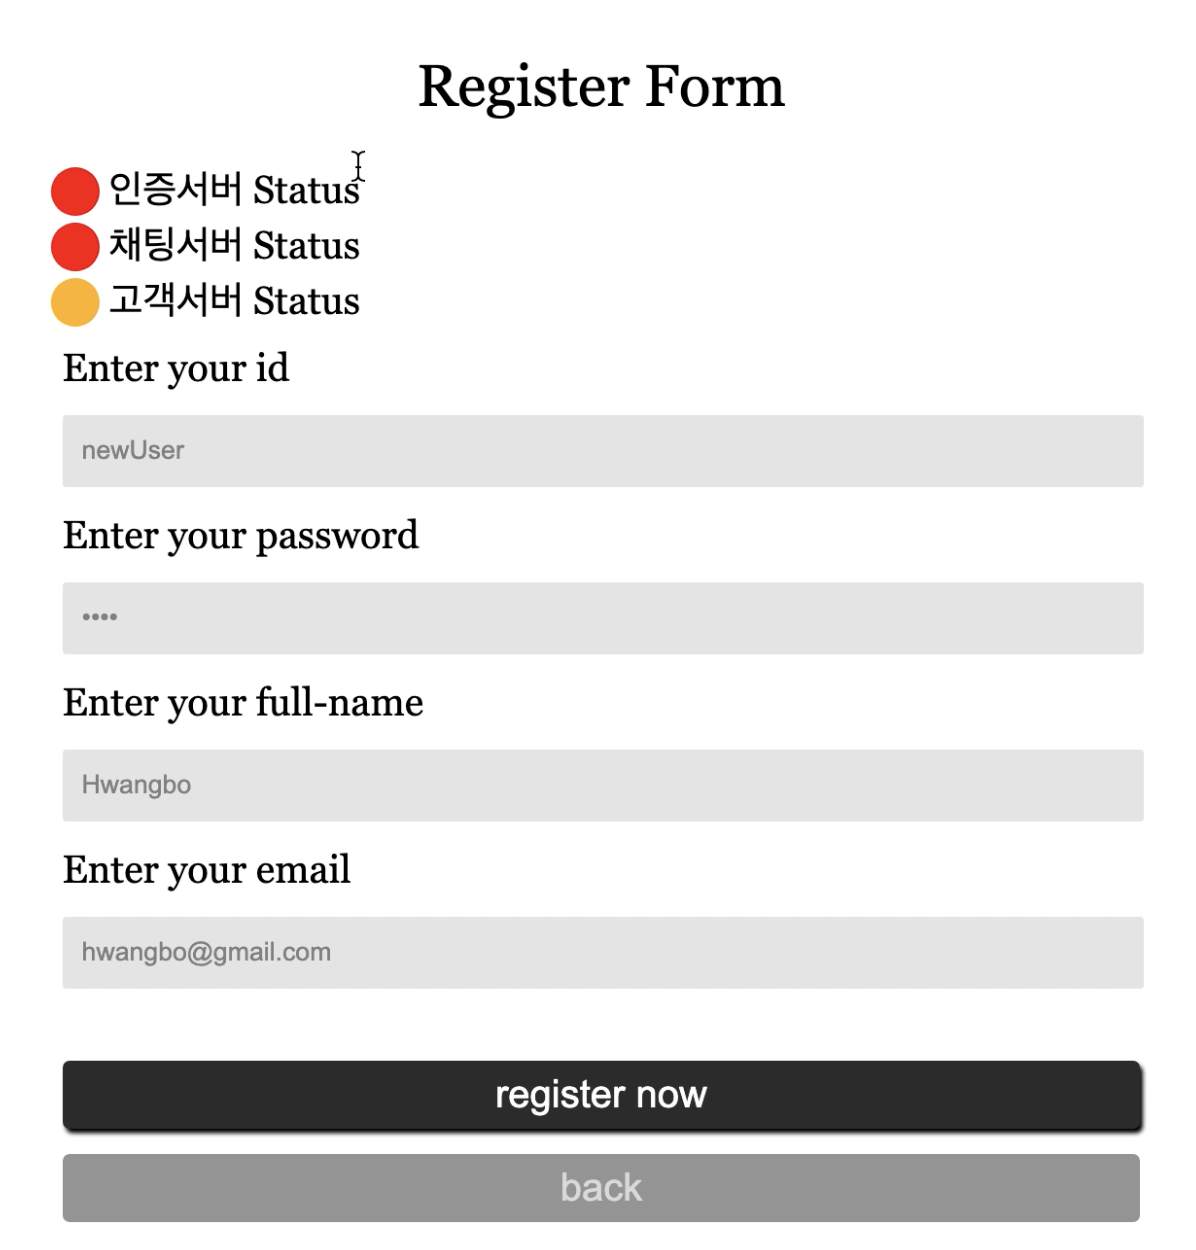 Register Form
인증서버 Status
채팅서버 Status
고객서버 Status
Enter your id
newUser
Enter your password
••••
Enter your full-name
Hwangbo
Enter your email
hwangbo@gmail.com
register now
back